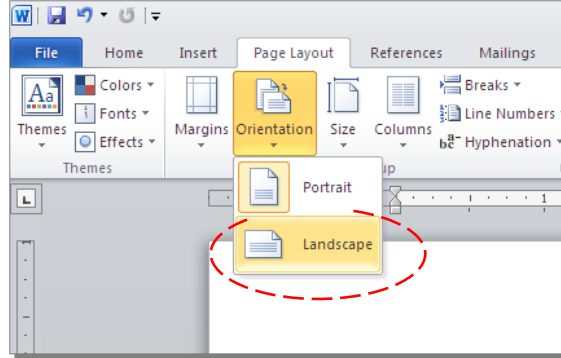 W
File Home Insert Page Layout References Mailings
Aa Colors Breaks
Fonts Line Numbers
Themes Margins Orientation Size Columns
Effects Hyphenation
Themes
Portrait
1
Landscape